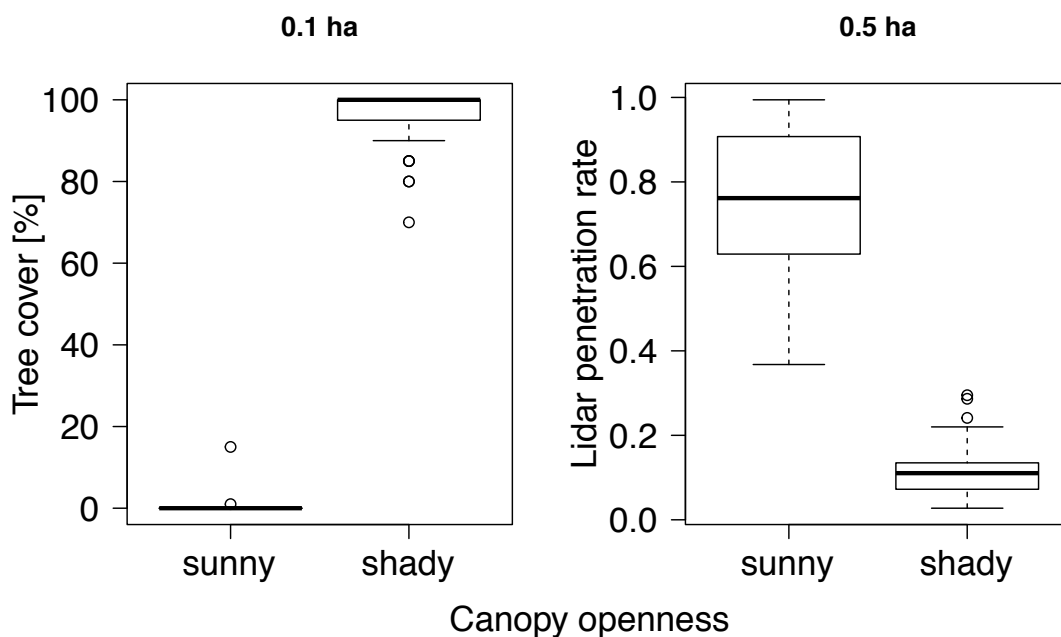 0.1 ha
0.5 ha
Tree cover [%]
100
80
60
40
20
0
sunny
shady
Lidar penetration rate
1.0
0.8
0.6
0.4
0.2
0.0
sunny
shady
Canopy openness